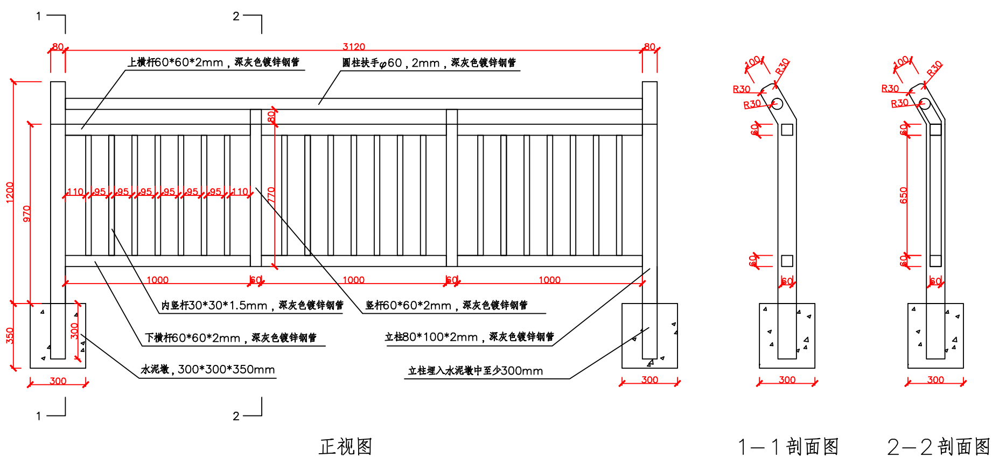 1
2
80
3120
80
上横杆60*60*2mm，深灰色镀锌钢管
圆柱扶手φ60，2mm，深灰色镀锌钢管
100
R30
R30
R30
100
R30
R30
R30
80
60
60
1200
970
110
95
95
95
95
95
95
110
770
650
60
60
1000
60
1000
60
1000
60
60
内竖杆30*30*1.5mm，深灰色镀锌钢管
竖杆60*60*2mm，深灰色镀锌钢管
350
300
下横杆60*60*2mm，深灰色镀锌钢管
立柱80*100*2mm，深灰色镀锌钢管
水泥墩，300*300*350mm
立柱埋入水泥墩中至少300mm
300
300
300
300
1
2
正视图
1-1剖面图
2-2剖面图